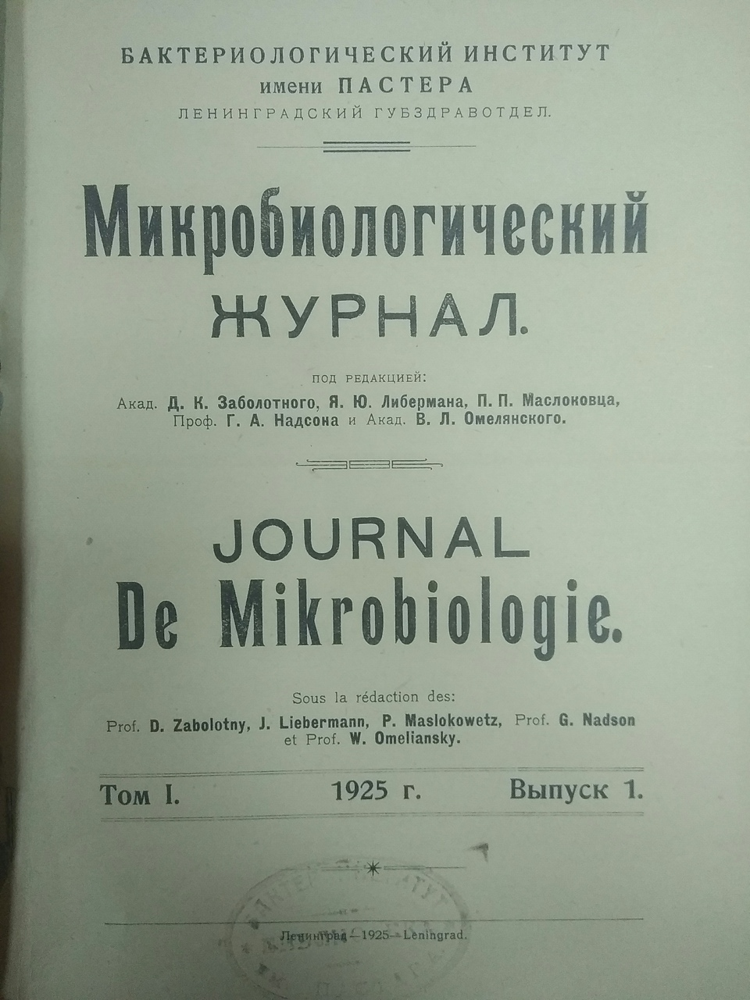 БАКТЕРИОЛОГИЧЕСКИЙ ИНСТИТУТ
имени ПАСТЕРА
ЛЕНИНГРАДСКИЙ ГУБЗДРАВОТДЕЛ.
Микробиологический
ЖУРНАЛ.
ПОД РЕДАКЦИЕЙ:
Акад. Д. К. Заболотного, Я. Ю. Либермана, П. П. Маслоковца,
Проф. Г. А. Надсона и Акад. В. Л. Омелянского.
JOURNAL
De Mikrobiologie.
Sous la rédaction des:
Prof. D. Zabolotny, J. Liebermann, P. Maslokowetz, Prof. G. Nadson
et Prof. W. Omeliansky.
Том I. 1925 г. Выпуск 1.
Ленинград—1925—Leningrad.